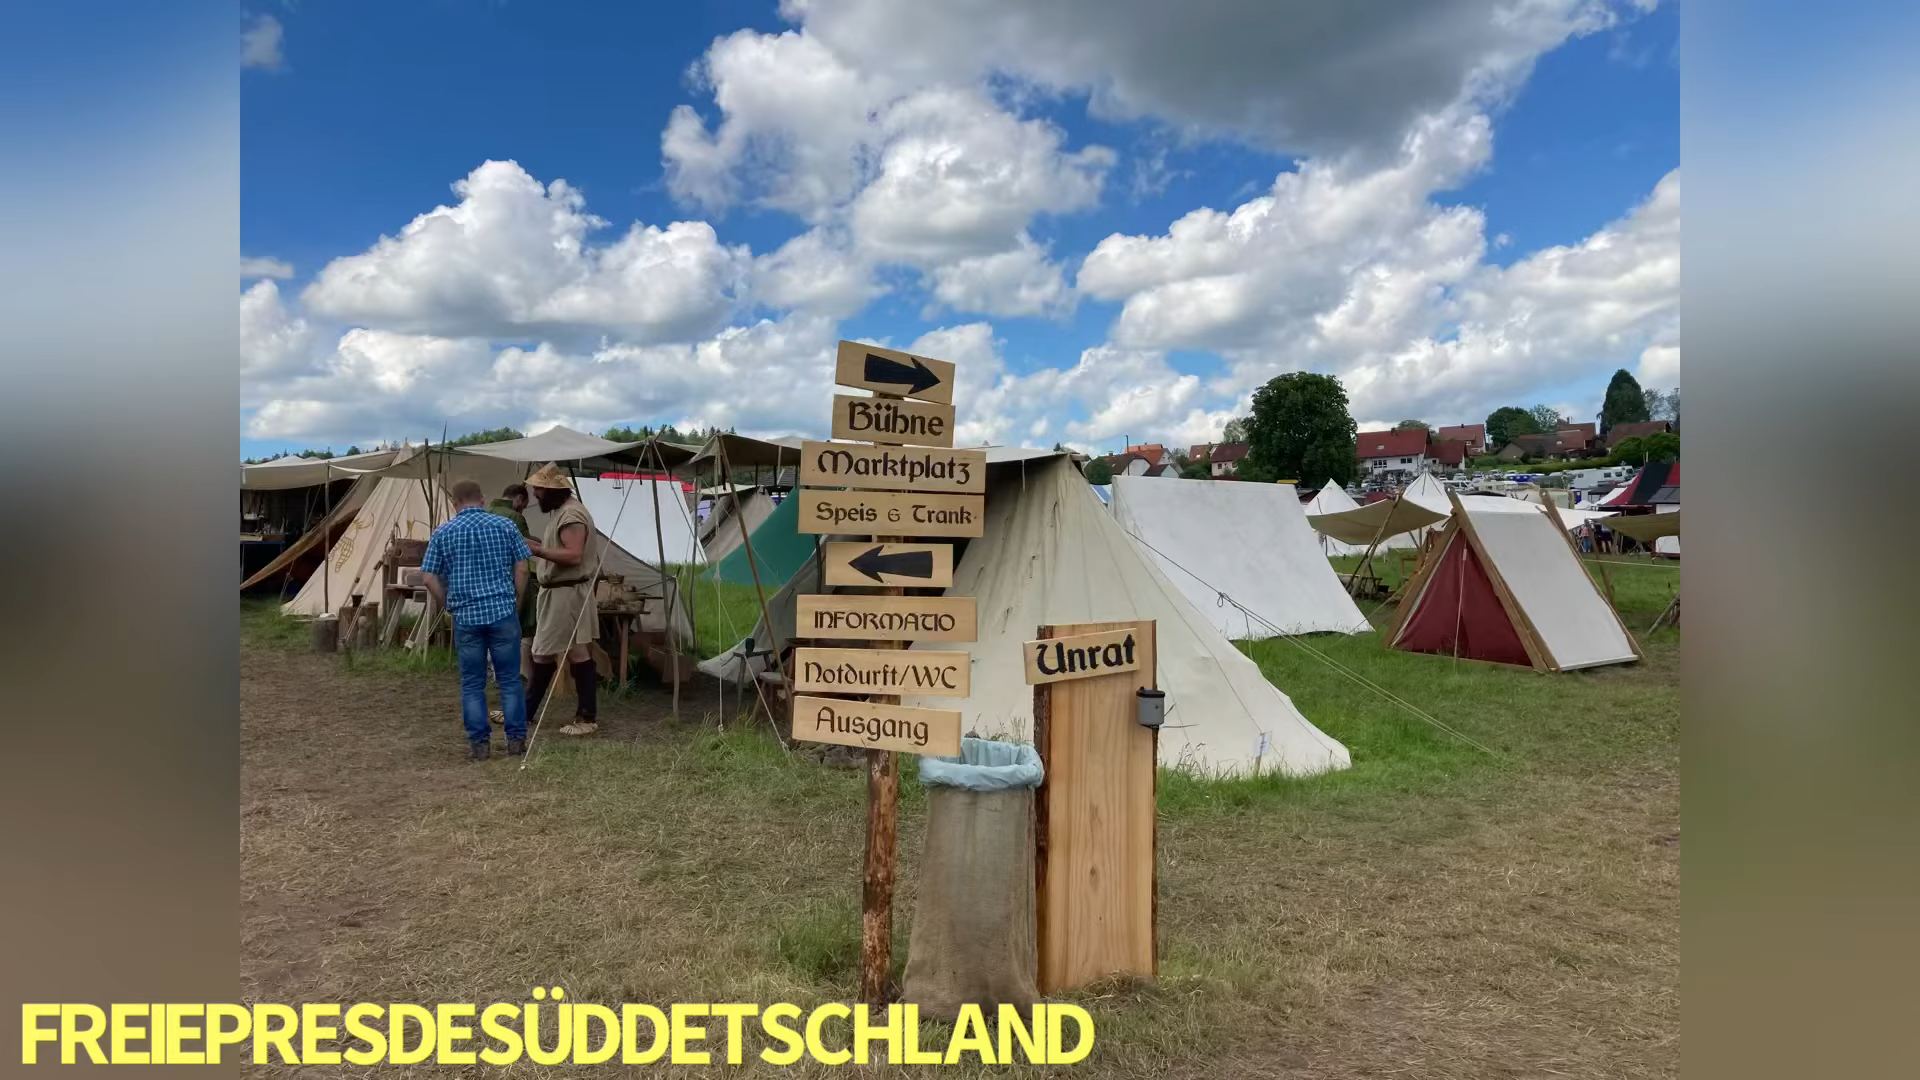 Bühne
Marktplatz
Speis & Trank
INFORMATIO
Notdurft/WC
Ausgang
Unrat
FREIEPRESDESÜDDETSCHLAND